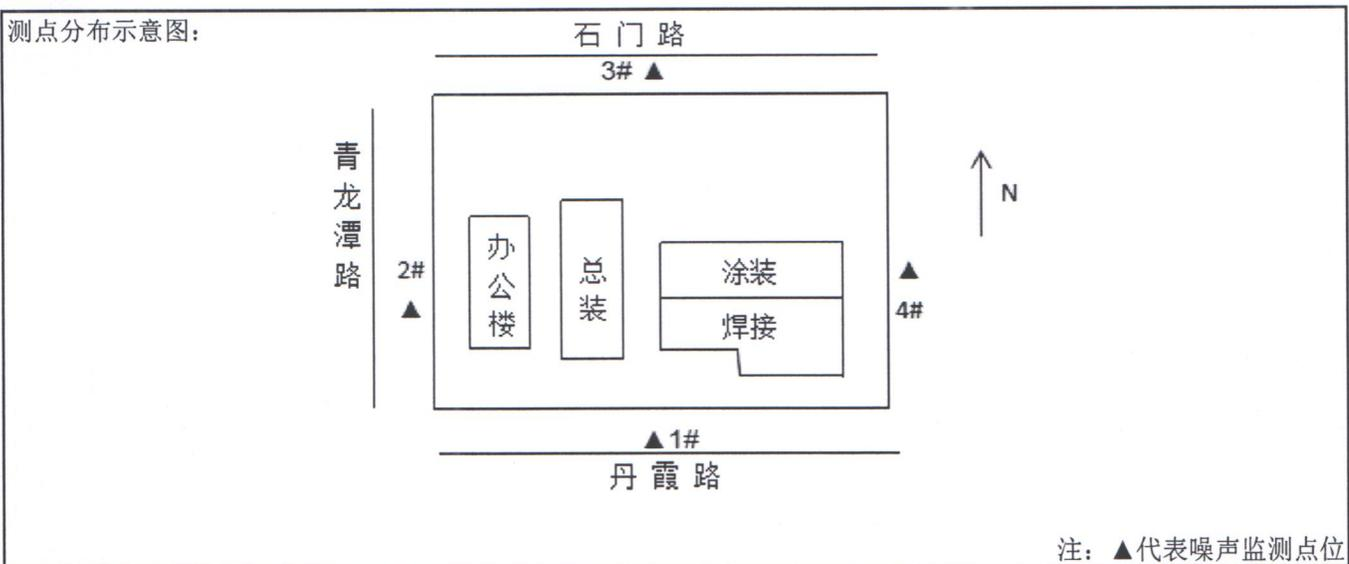 测点分布示意图：
石门路
3# ▲
青龙潭路
N
办公楼
总装
涂装
2#
▲
▲
焊接
4#
▲1#
丹霞路
注：▲代表噪声监测点位